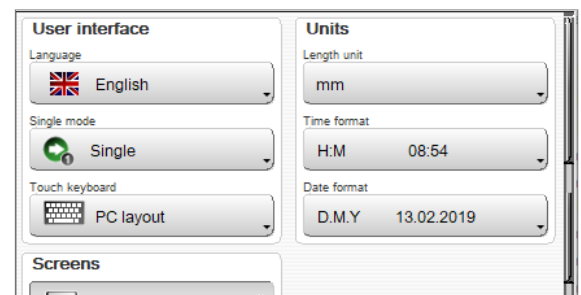 User interface
Language
English
Single mode
1
Single
Touch keyboard
PC layout
Units
Length unit
mm
Time format
H:M 08:54
Date format
D.M.Y 13.02.2019
Screens